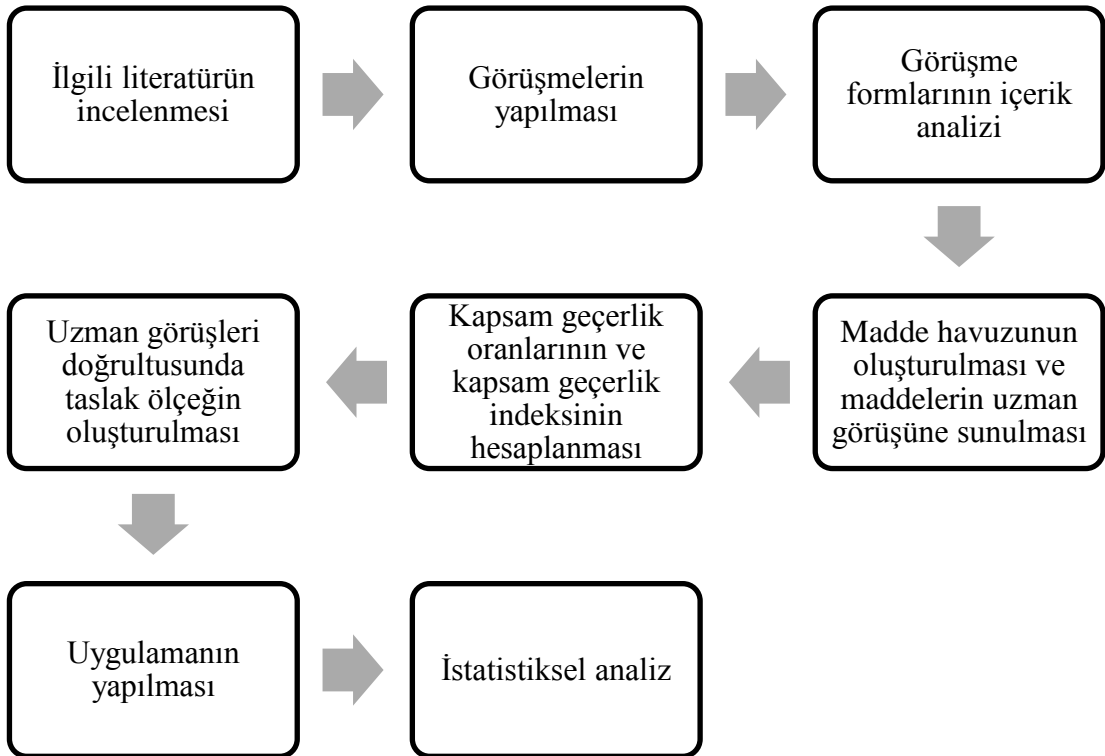 İlgili literatürün
incelenmesi
Görüşmelerin
yapılması
Görüşme
formlarının içerik
analizi
Madde havuzunun
oluşturulması ve
maddelerin uzman
görüşüne sunulması
Kapsam geçerlik
oranlarının ve
kapsam geçerlik
indeksinin
hesaplanması
Uzman görüşleri
doğrultusunda
taslak ölçeğin
oluşturulması
Uygulamanın
yapılması
İstatistiksel analiz